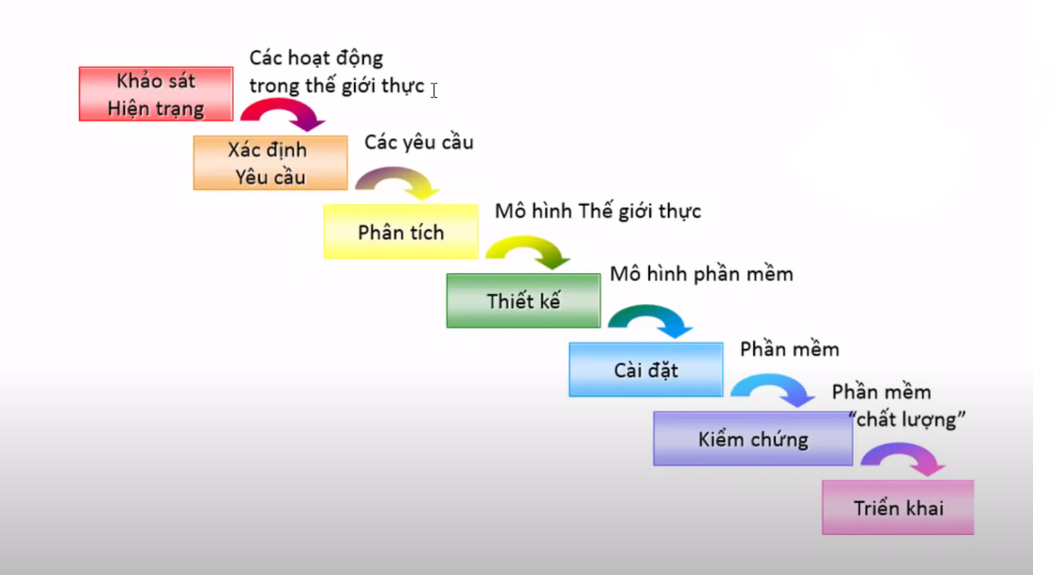 Các hoạt động
trong thế giới thực
Khảo sát
Hiện trạng
Các yêu cầu
Xác định
Yêu cầu
Mô hình Thế giới thực
Phân tích
Mô hình phần mềm
Thiết kế
Phần mềm
Cài đặt
Phần mềm
“chất lượng”
Kiểm chứng
Triển khai